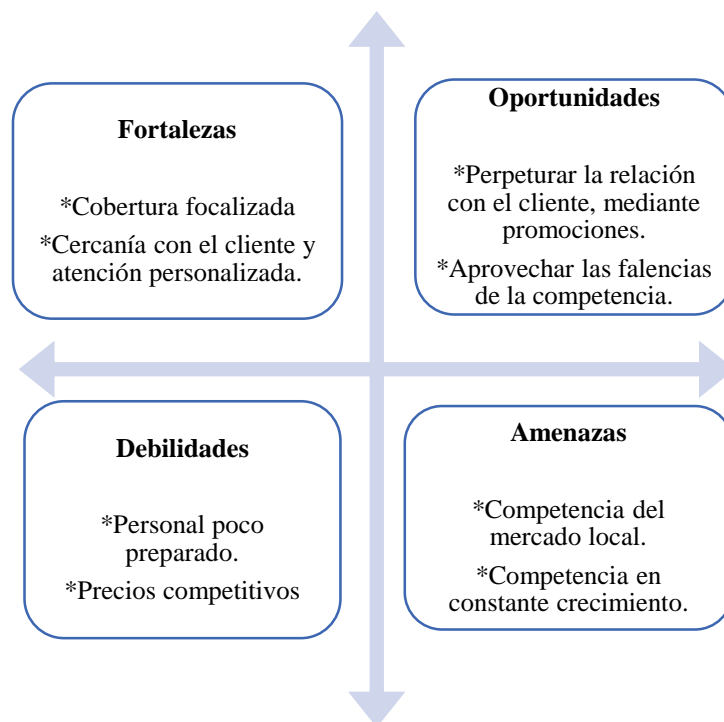 Fortalezas
*Cobertura focalizada
*Cercanía con el cliente y
atención personalizada.
Oportunidades
*Perpeturar la relación
con el cliente, mediante
promociones.
*Aprovechar las falencias
de la competencia.
Debilidades
*Personal poco
preparado.
*Precios competitivos
Amenazas
*Competencia del
mercado local.
*Competencia en
constante crecimiento.